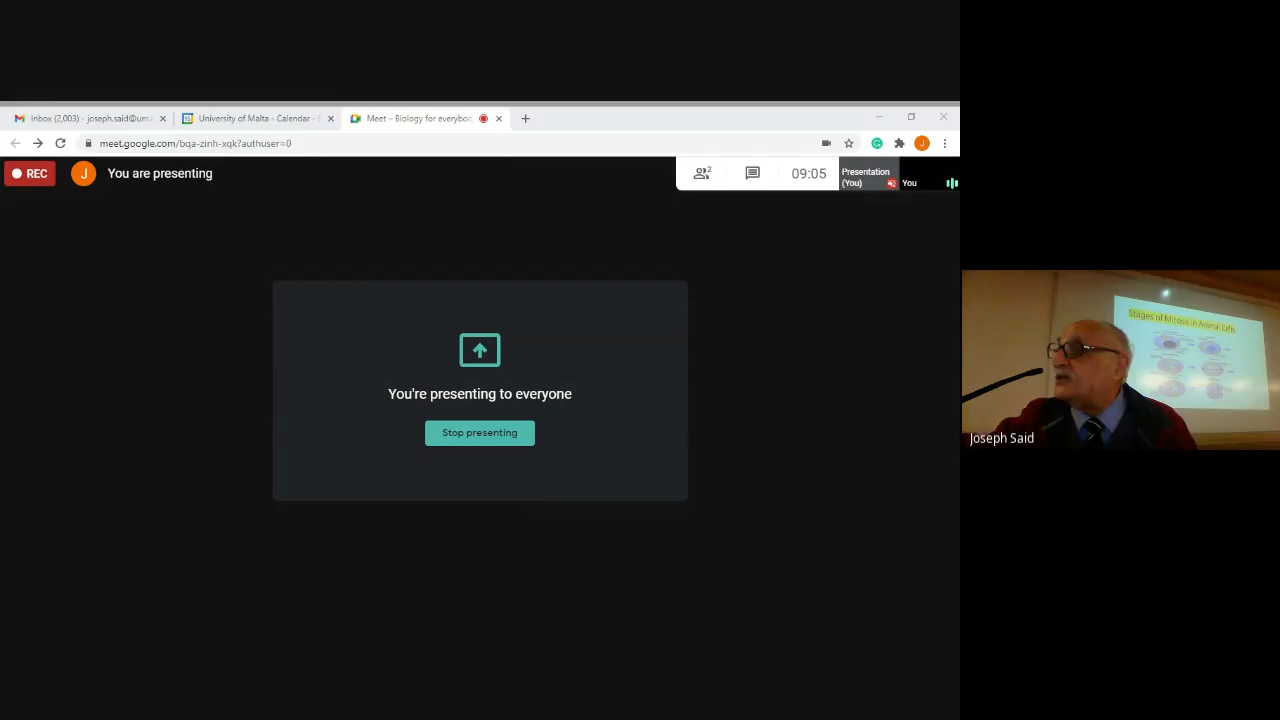 Inbox (2,003) - joseph.said@um.
University of Malta - Calendar -
Meet – Biology for everybod
meet.google.com/bqa-zinh-xqk?authuser=0
REC
J
You are presenting
2
09:05
Presentation
(You)
You
J
You're presenting to everyone
Stop presenting
Stages of Mitosis in Animal Cells
Joseph Said